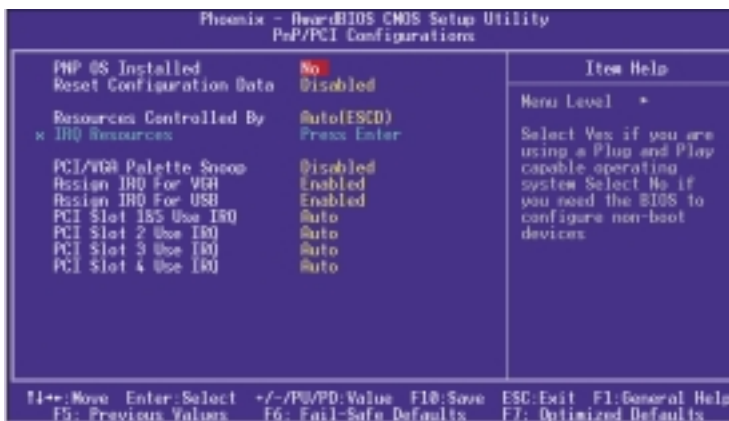 Phoenix - AwardBIOS CMOS Setup Utility
PnP/PCI Configurations
PNP OS Installed No
Reset Configuration Data Disabled
Resources Controlled By Auto(ESCD)
× IRQ Resources Press Enter
PCI/VGA Palette Snoop Disabled
Assign IRQ For VGA Enabled
Assign IRQ For USB Enabled
PCI Slot 1&5 Use IRQ Auto
PCI Slot 2 Use IRQ Auto
PCI Slot 3 Use IRQ Auto
PCI Slot 4 Use IRQ Auto
Item Help
Menu Level ►
Select Yes if you are
using a Plug and Play
capable operating
system Select No if
you need the BIOS to
configure non-boot
devices
↑↓→←:Move Enter:Select +/-/PU/PD:Value F10:Save ESC:Exit F1:General Help
F5: Previous Values F6: Fail-Safe Defaults F7: Optimized Defaults